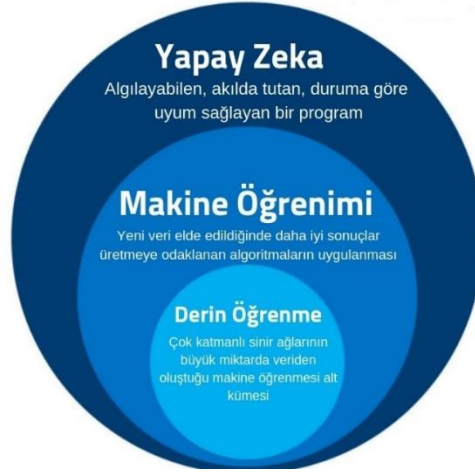 Yapay Zeka
Algılayabilen, akılda tutan, duruma göre
uyum sağlayan bir program
Makine Öğrenimi
Yeni veri elde edildiğinde daha iyi sonuçlar
üretmeye odaklanan algoritmaların uygulanması
Derin Öğrenme
Çok katmanlı sinir ağlarının
büyük miktarda veriden
oluştuğu makine öğrenmesi alt
kümesi